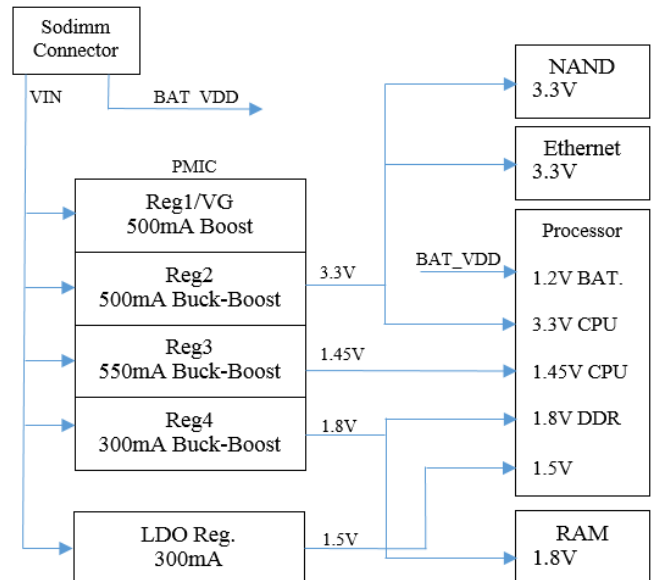 Sodimm
Connector
VIN
BAT VDD
PMIC
Reg1/VG
500mA Boost
Reg2
500mA Buck-Boost
3.3V
Reg3
550mA Buck-Boost
1.45V
Reg4
300mA Buck-Boost
1.8V
LDO Reg.
300mA
1.5V
NAND
3.3V
Ethernet
3.3V
Processor
BAT_VDD
1.2V BAT.
3.3V CPU
1.45V CPU
1.8V DDR
1.5V
RAM
1.8V